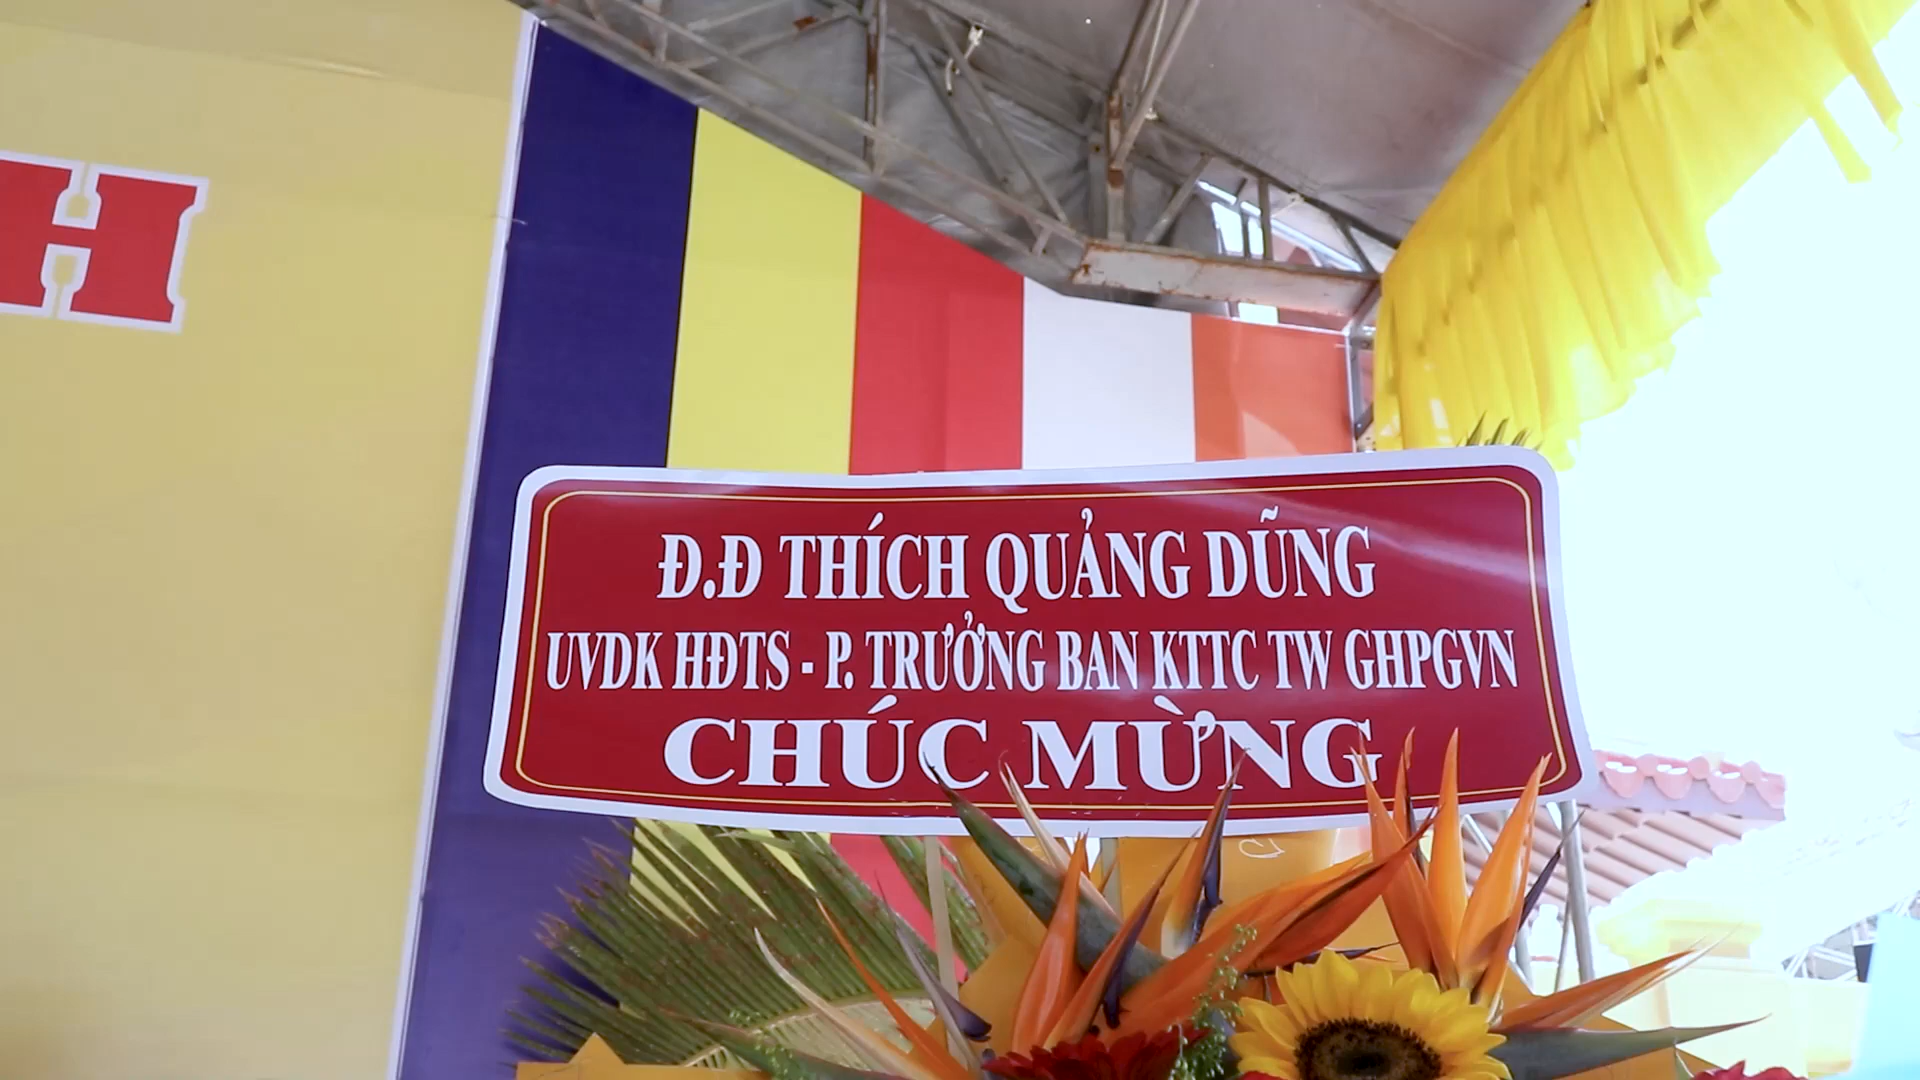 H
Đ.Đ THÍCH QUẢNG DŨNG
UVDK HĐTS - P. TRƯỞNG BAN KTTC TW GHPGVN
CHÚC MỪNG